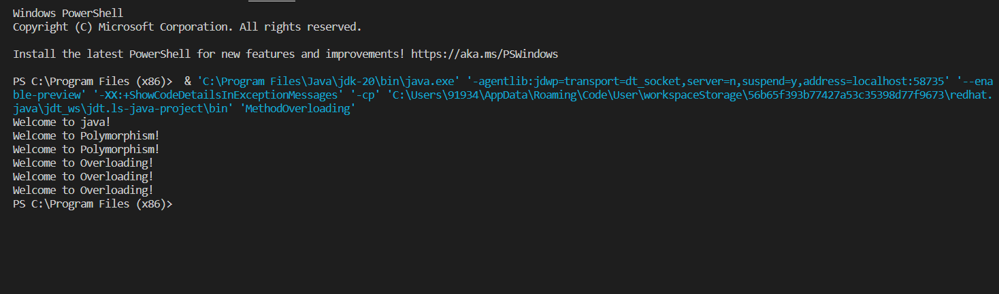 Windows PowerShell
Copyright (C) Microsoft Corporation. All rights reserved.
Install the latest PowerShell for new features and improvements! https://aka.ms/PSWindows
PS C:\Program Files (x86)>  & 'C:\Program Files\Java\jdk-20\bin\java.exe' '-agentlib:jdwp=transport=dt_socket,server=n,suspend=y,address=localhost:58735' '--ena
ble-preview' '-XX:+ShowCodeDetailsInExceptionMessages' '-cp' 'C:\Users\91934\AppData\Roaming\Code\User\workspaceStorage\56b65f393b77427a53c35398d77f9673\redhat.
java\jdt_ws\jdt.ls-java-project\bin' 'MethodOverloading'
Welcome to java!
Welcome to Polymorphism!
Welcome to Polymorphism!
Welcome to Overloading!
Welcome to Overloading!
Welcome to Overloading!
PS C:\Program Files (x86)>